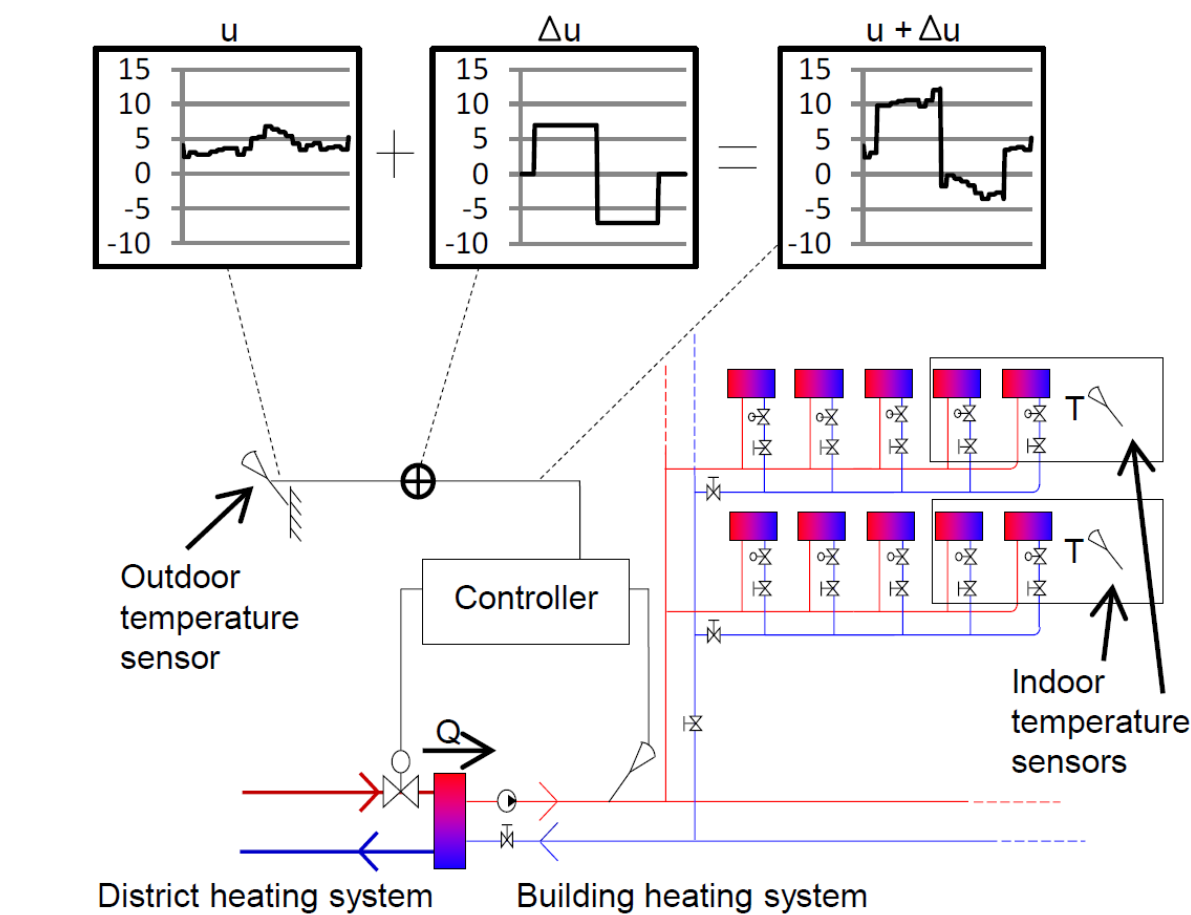 u
Δu
u + Δu
15
10
5
0
-5
-10
+
15
10
5
0
-5
-10
=
15
10
5
0
-5
-10
T
T
Outdoor
temperature
sensor
Controller
Indoor
temperature
sensors
Q
District heating system
Building heating system